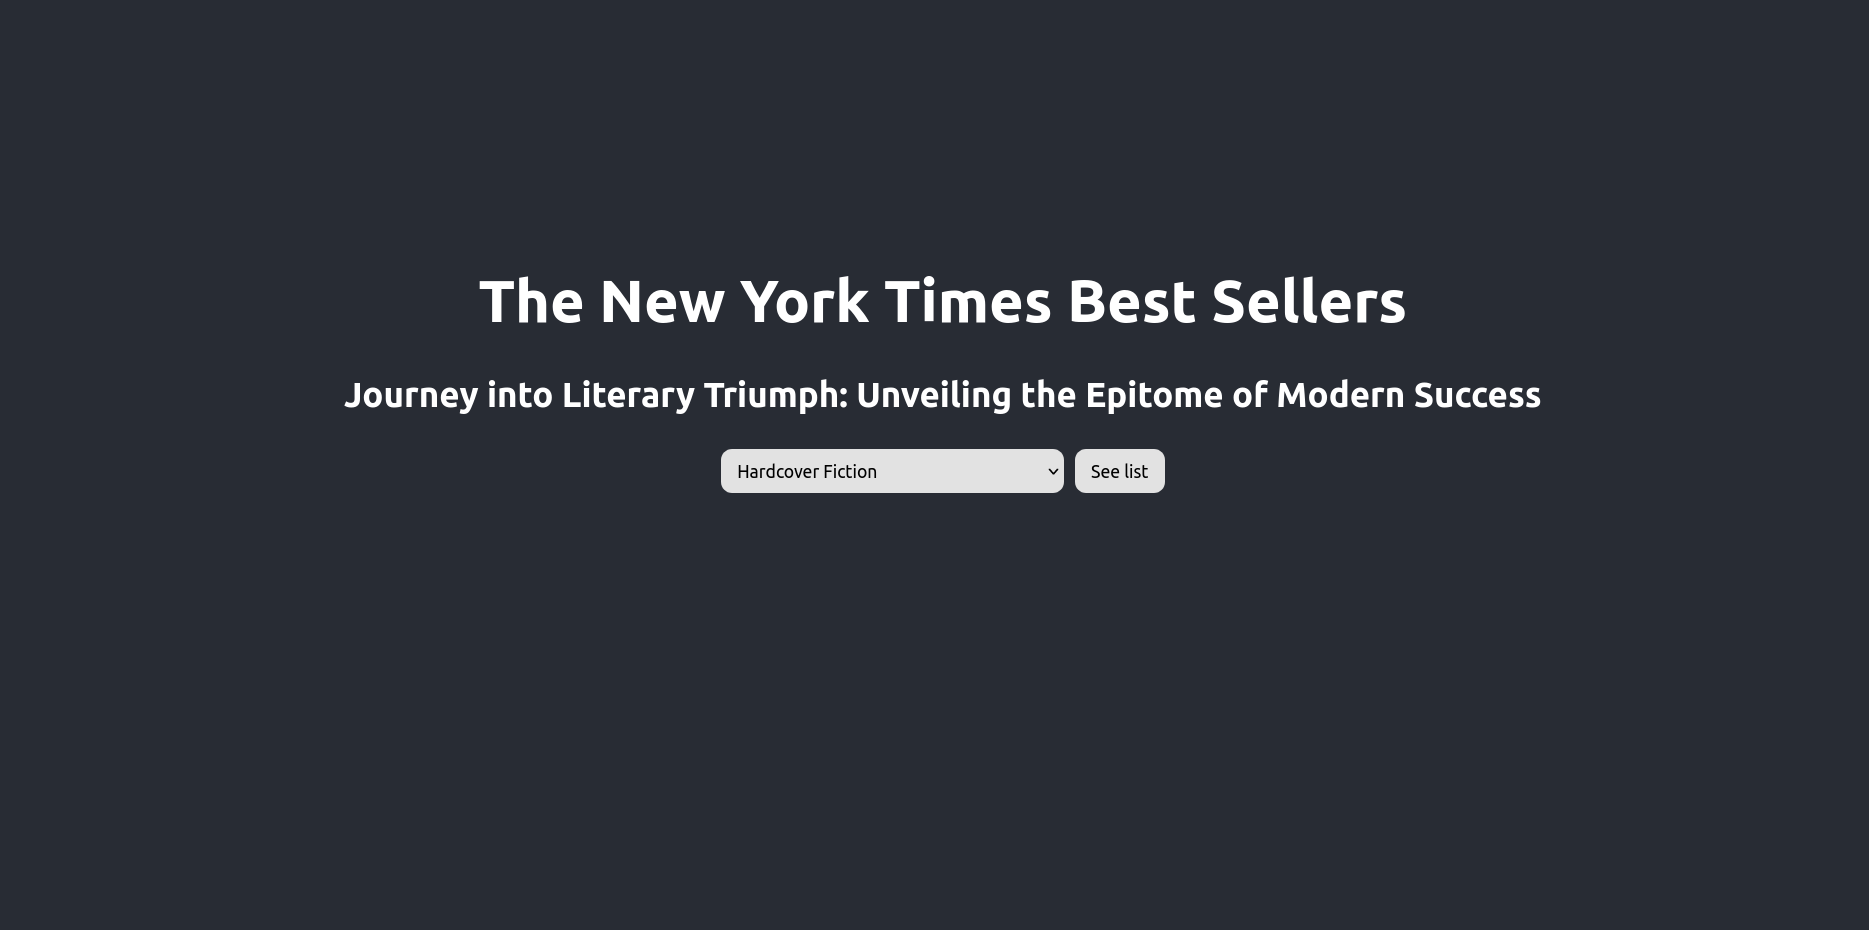 The New York Times Best Sellers
Journey into Literary Triumph: Unveiling the Epitome of Modern Success
Hardcover Fiction
See list